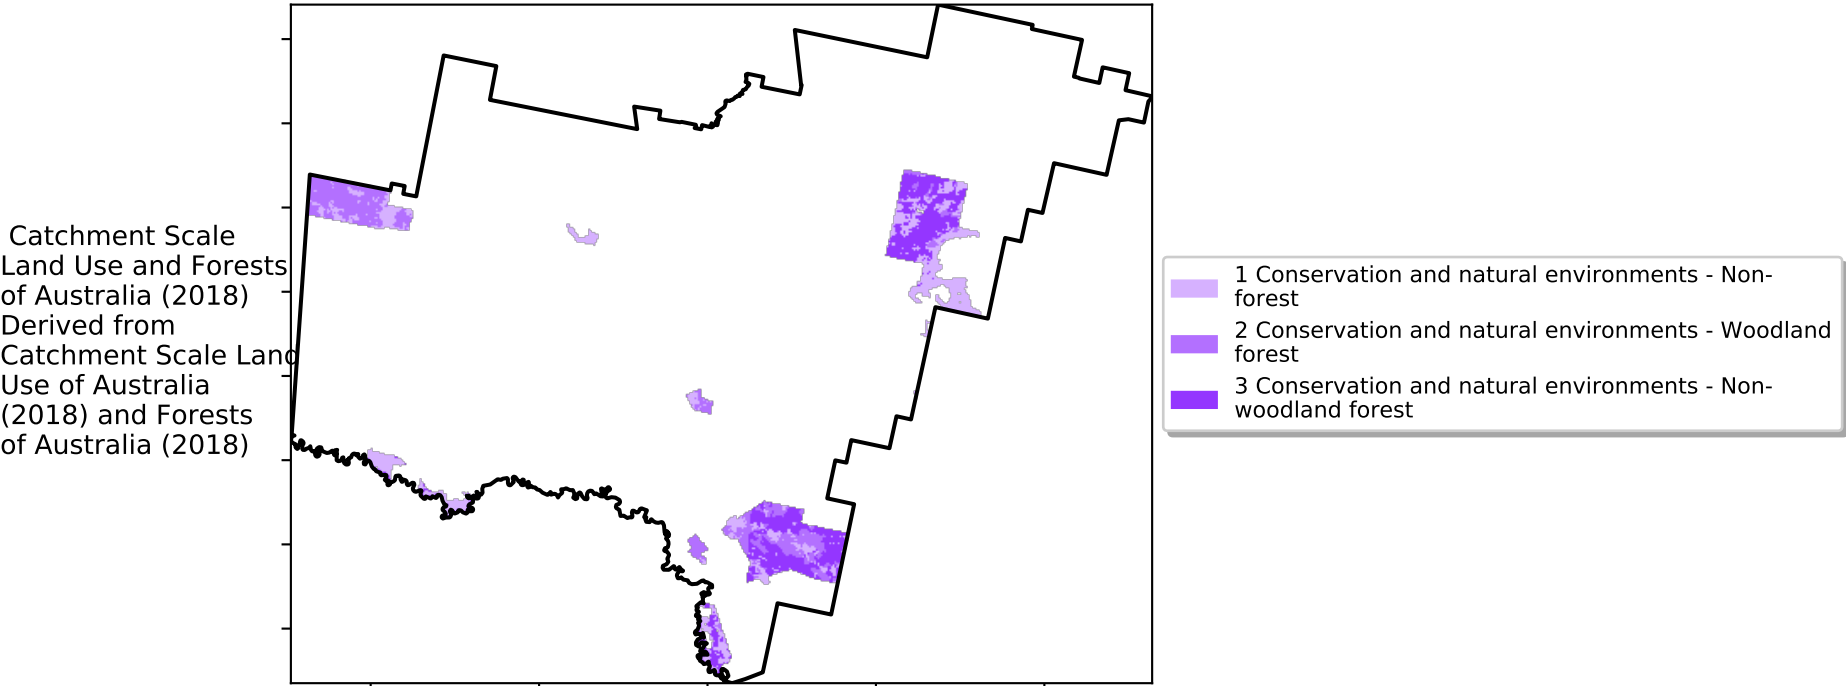 Catchment Scale
Land Use and Forests
of Australia (2018)
Derived from
Catchment Scale Land
Use of Australia
(2018) and Forests
of Australia (2018)
1 Conservation and natural environments - Non-
forest
2 Conservation and natural environments - Woodland
forest
3 Conservation and natural environments - Non-
woodland forest